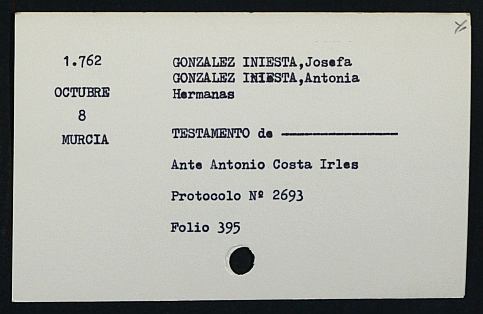 1.762
OCTUBRE
8
MURCIA
GONZALEZ INIESTA,Josefa
GONZALEZ INIESTA,Antonia
Hermanas
TESTAMENTO de ———————
Ante Antonio Costa Irles
Protocolo Nº 2693
Folio 395